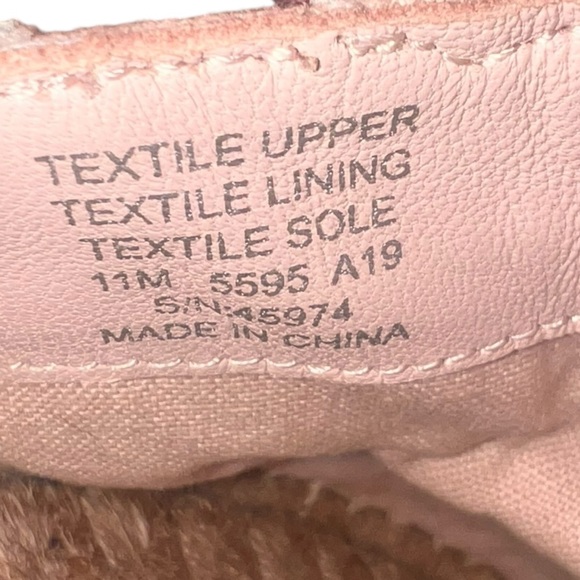 TEXTILE UPPER
TEXTILE LINING
TEXTILE SOLE
11M 5595 A19
S/N:45974
MADE IN CHINA